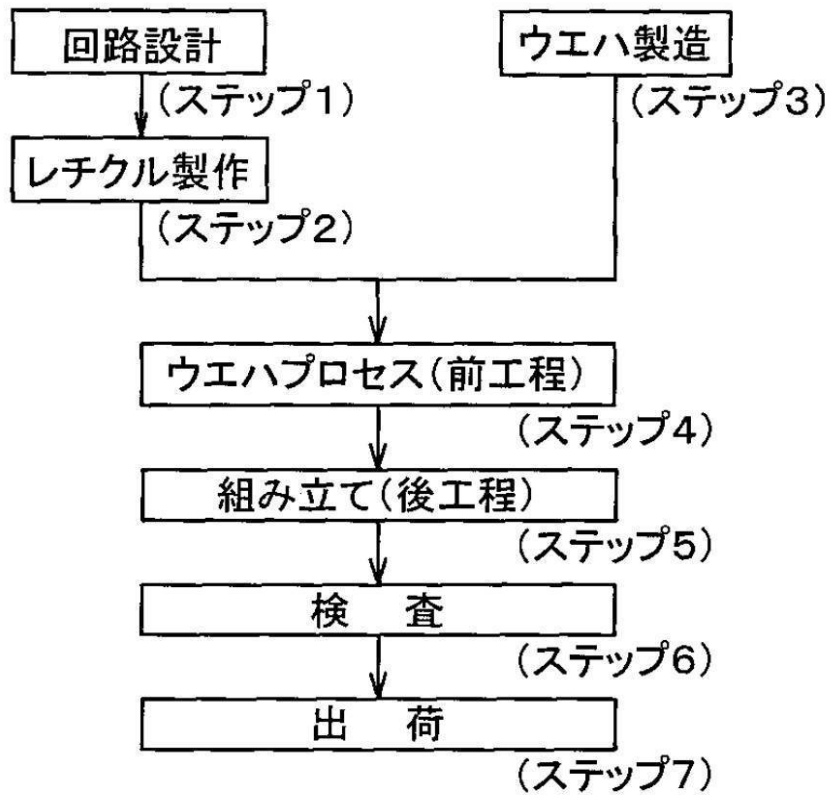 回路設計
(ステップ1)
ウエハ製造
(ステップ3)
レチクル製作
(ステップ2)
ウエハプロセス(前工程)
(ステップ4)
組み立て(後工程)
(ステップ5)
検 査
(ステップ6)
出 荷
(ステップ7)